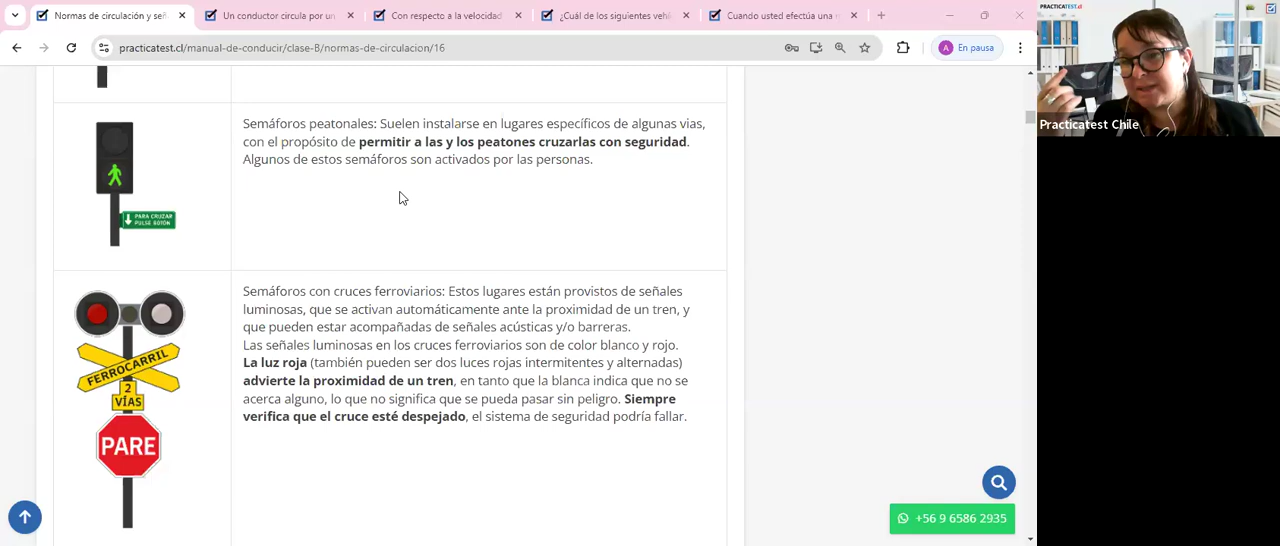 Normas de circulación y señ
Un conductor circula por un
Con respecto a la velocidad
¿Cuál de los siguientes vehí
Cuando usted efectúa una
practicatest.cl/manual-de-conducir/clase-B/normas-de-circulacion/16
A
En pausa
PRACTICATEST.cl
Practicatest Chile
Semáforos peatonales: Suelen instalarse en lugares específicos de algunas vias,
con el propósito de permitir a las y los peatones cruzarlas con seguridad.
Algunos de estos semáforos son activados por las personas.
PARA CRUZAR
PULSE BOTÓN
Semáforos con cruces ferroviarios: Estos lugares están provistos de señales
luminosas, que se activan automáticamente ante la proximidad de un tren, y
que pueden estar acompañadas de señales acústicas y/o barreras.
Las señales luminosas en los cruces ferroviarios son de color blanco y rojo.
La luz roja (también pueden ser dos luces rojas intermitentes y alternadas)
advierte la proximidad de un tren, en tanto que la blanca indica que no se
acerca alguno, lo que no significa que se pueda pasar sin peligro. Siempre
verifica que el cruce esté despejado, el sistema de seguridad podría fallar.
FERROCARRIL
2
VÍAS
PARE
+56 9 6586 2935